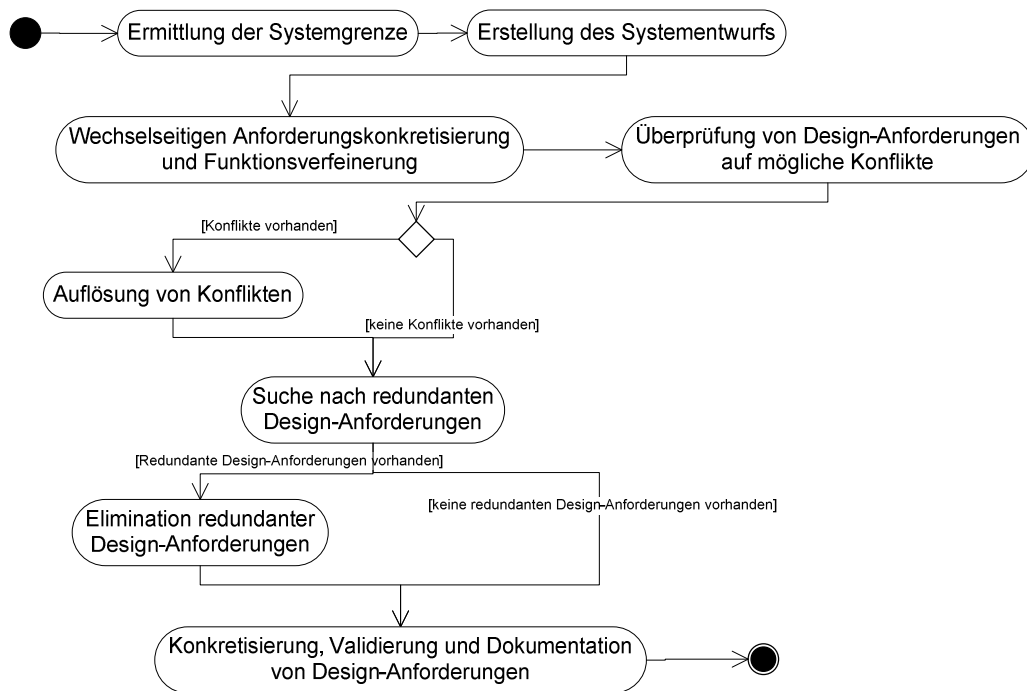 Ermittlung der Systemgrenze
Erstellung des Systementwurfs
Wechselseitigen Anforderungskonkretisierung
und Funktionsverfeinerung
Überprüfung von Design-Anforderungen
auf mögliche Konflikte
[Konflikte vorhanden]
Auflösung von Konflikten
[keine Konflikte vorhanden]
Suche nach redundanten
Design-Anforderungen
[Redundante Design-Anforderungen vorhanden]
[keine redundanten Design-Anforderungen vorhanden]
Elimination redundanter
Design-Anforderungen
Konkretisierung, Validierung und Dokumentation
von Design-Anforderungen